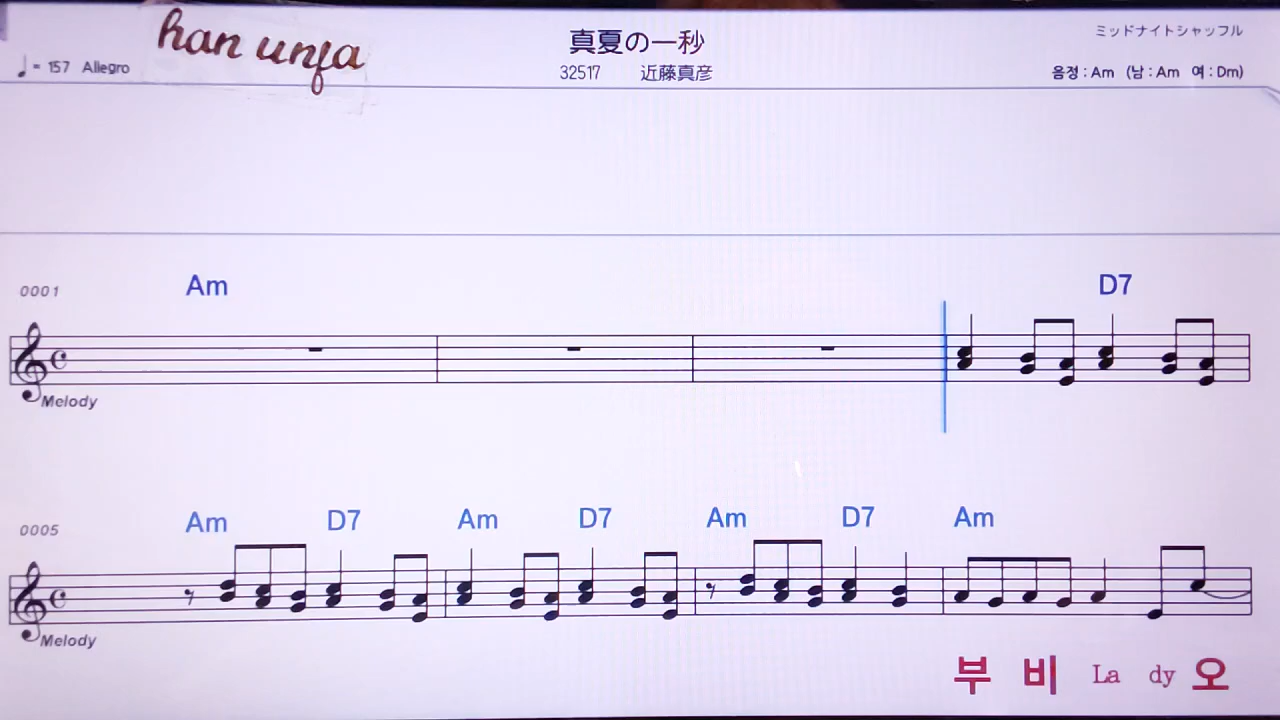 han unfa
真夏の一秒
ミッドナイトシャッフル
♩= 157 Allegro
32517 近藤真彦
음정 : Am (남 : Am 여 : Dm)
0001 Am D7
Melody
0005 Am D7 Am D7 Am D7 Am
Melody
부 비 La dy 오